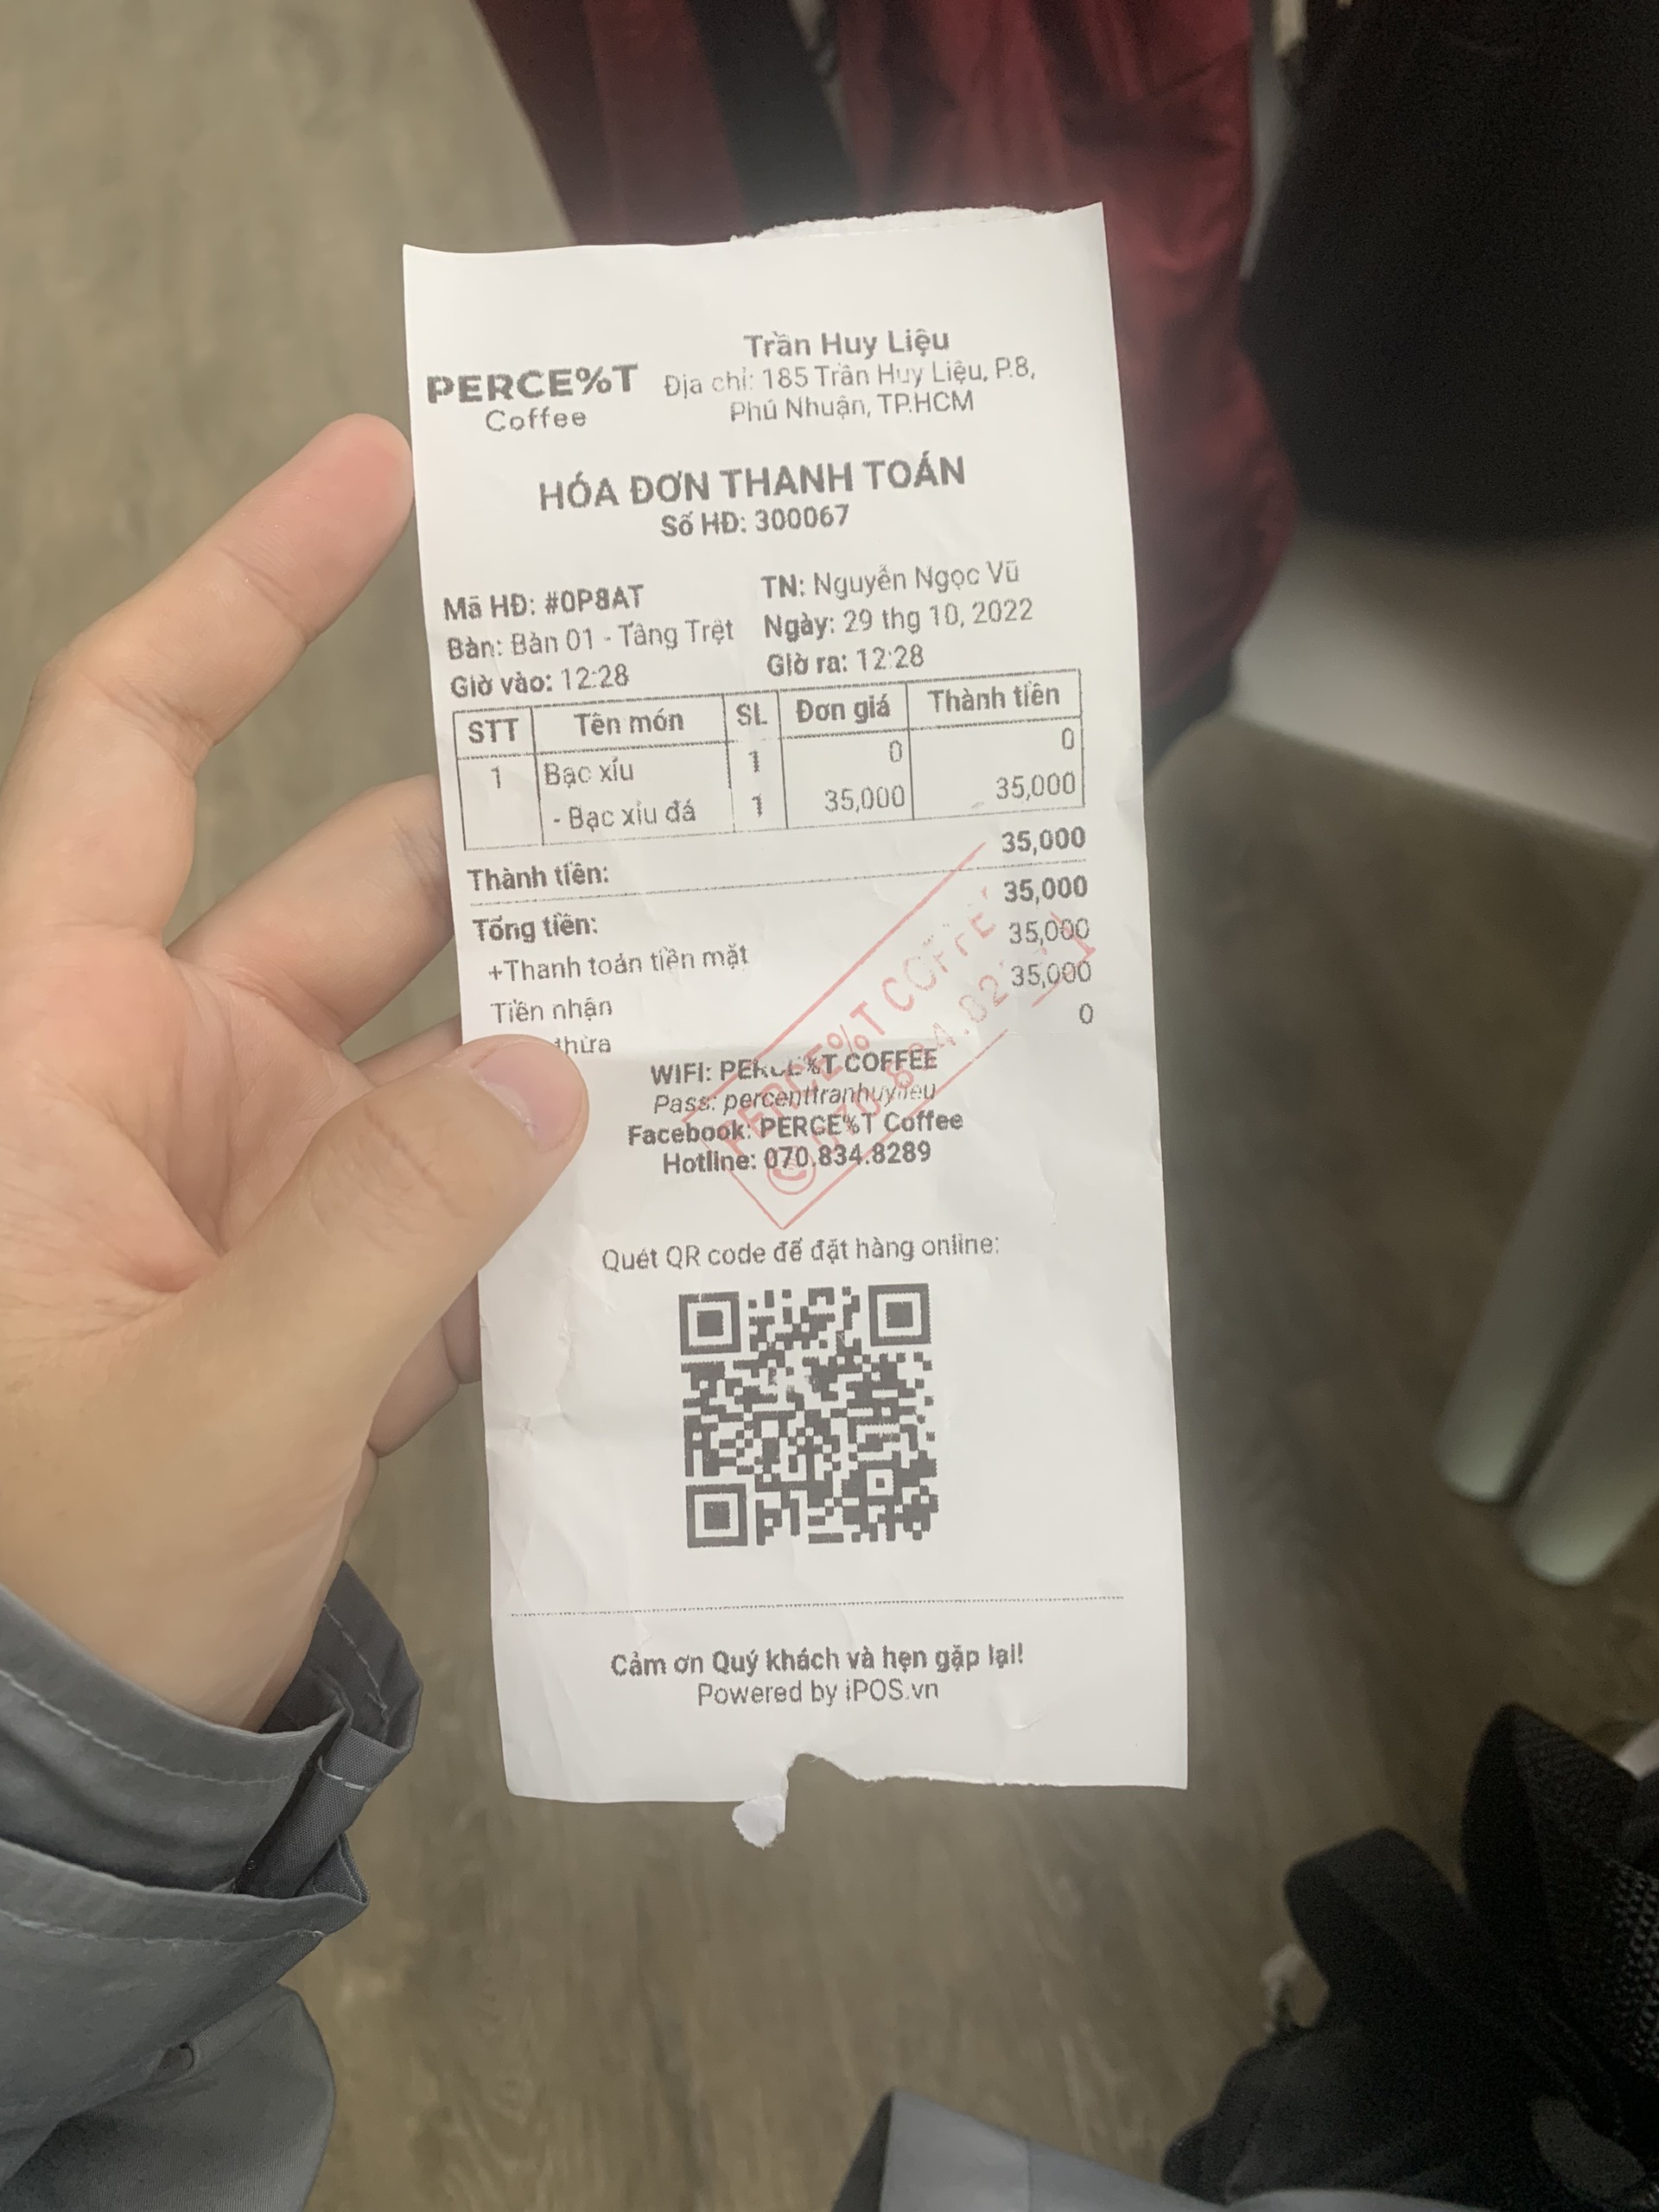 PERCE%T
Coffee
Trần Huy Liệu
Địa chỉ: 185 Trần Huy Liệu, P.8,
Phú Nhuận, TP.HCM
HÓA ĐƠN THANH TOÁN
Số HĐ: 300067
Mã HĐ: #0P8AT TN: Nguyễn Ngọc Vũ
Bàn: Bàn 01 - Tầng Trệt Ngày: 29 thg 10, 2022
Giờ vào: 12:28 Giờ ra: 12:28
STT Tên món SL Đơn giá Thành tiền
1 Bạc xỉu 1 0 0
- Bạc xỉu đá 1 35,000 35,000
Thành tiền: 35,000
Tổng tiền: 35,000
+Thanh toán tiền mặt 35,000
Tiền nhận 35,000
thừa 0
WIFI: PERCE%T COFFEE
Pass: percenttranhuylieu
Facebook: PERCE%T Coffee
Hotline: 070.834.8289
PERCE%T COFFEE
Quét QR code để đặt hàng online:
Cảm ơn Quý khách và hẹn gặp lại!
Powered by iPOS.vn